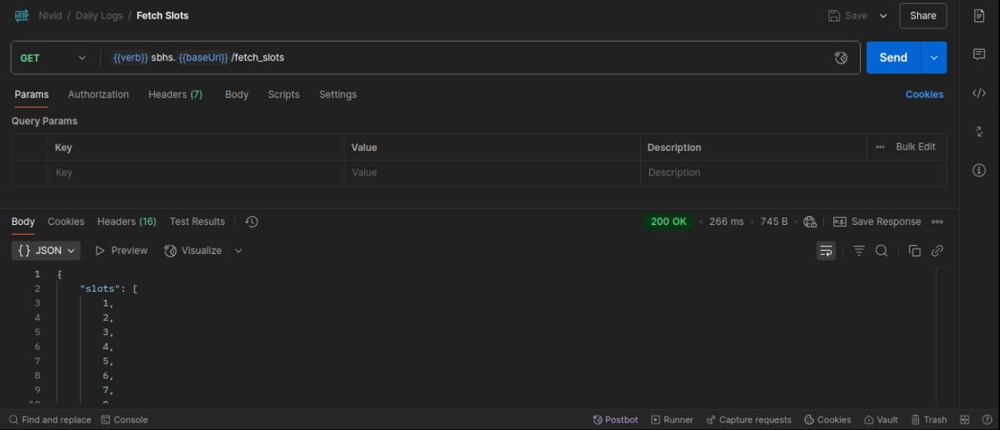 HTTP Nivid / Daily Logs / Fetch Slots Save Share
GET {{verb}} sbhs. {{baseUrl}} /fetch_slots Send
Params Authorization Headers (7) Body Scripts Settings Cookies
Query Params
Key Value Description ••• Bulk Edit
Key Value Description
Body Cookies Headers (16) Test Results 200 OK • 266 ms • 745 B • e.g. Save Response
{ } JSON Preview Visualize
1 {
2 "slots": [
3 1,
4 2,
5 3,
6 4,
7 5,
8 6,
9 7,
Find and replace Console Postbot Runner Capture requests Cookies Vault Trash